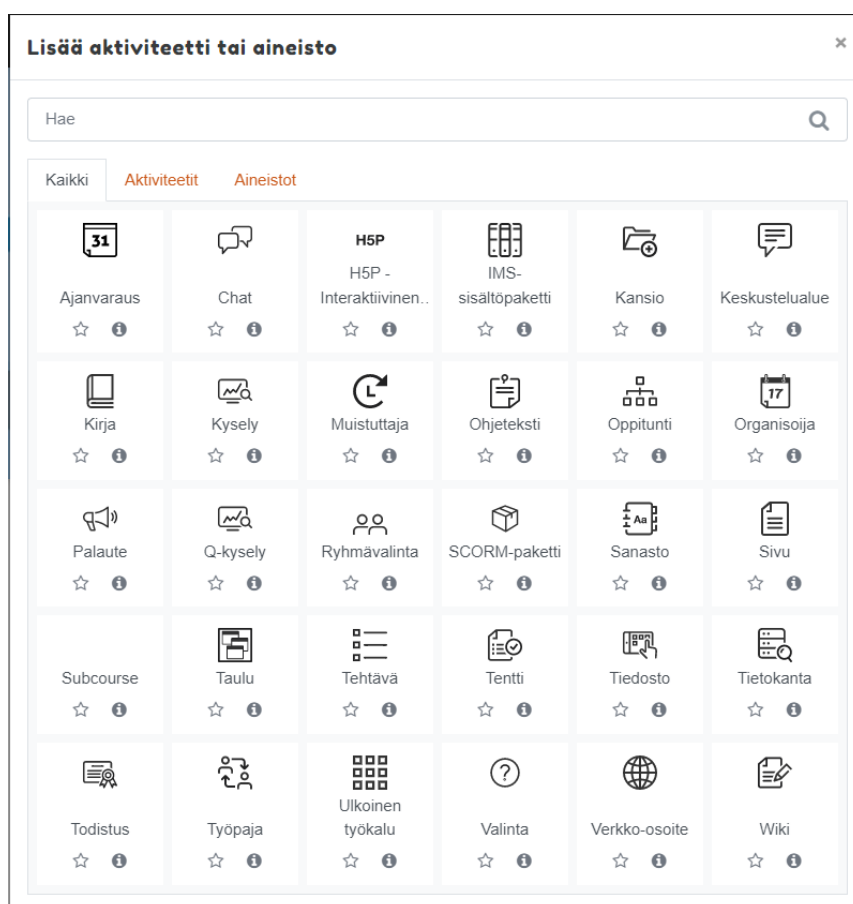 Lisää aktiviteetti tai aineisto
×
Hae
Kaikki Aktiviteetit Aineistot
31
Ajanvaraus
Chat
H5P
H5P -
Interaktiivinen..
IMS-
sisältöpaketti
Kansio
Keskustelualue
Kirja
Kysely
L
Muistuttaja
Ohjeteksti
Oppitunti
17
Organisoija
Palaute
Q-kysely
Ryhmävalinta
SCORM-paketti
Aa
Sanasto
Sivu
Subcourse
Taulu
Tehtävä
Tentti
Tiedosto
Tietokanta
Todistus
Työpaja
Ulkoinen
työkalu
?
Valinta
Verkko-osoite
Wiki